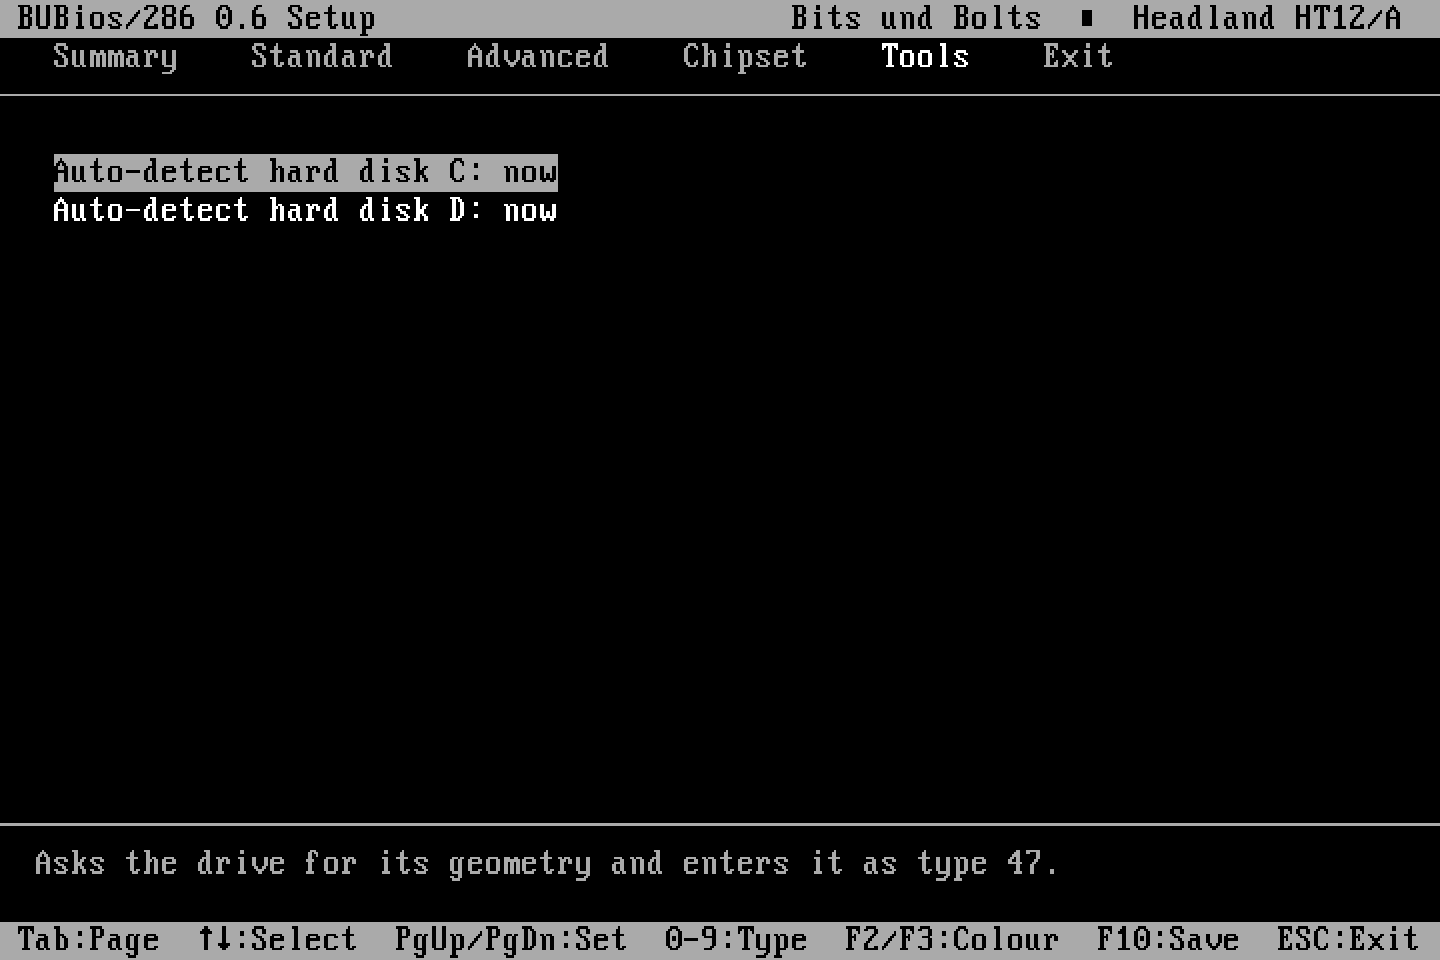 BUBios/286 0.6 Setup Bits und Bolts ■ Headland HT12/A
Summary Standard Advanced Chipset Tools Exit
Auto-detect hard disk C: now
Auto-detect hard disk D: now
Asks the drive for its geometry and enters it as type 47.
Tab:Page ↑↓:Select PgUp/PgDn:Set 0-9:Type F2/F3:Colour F10:Save ESC:Exit